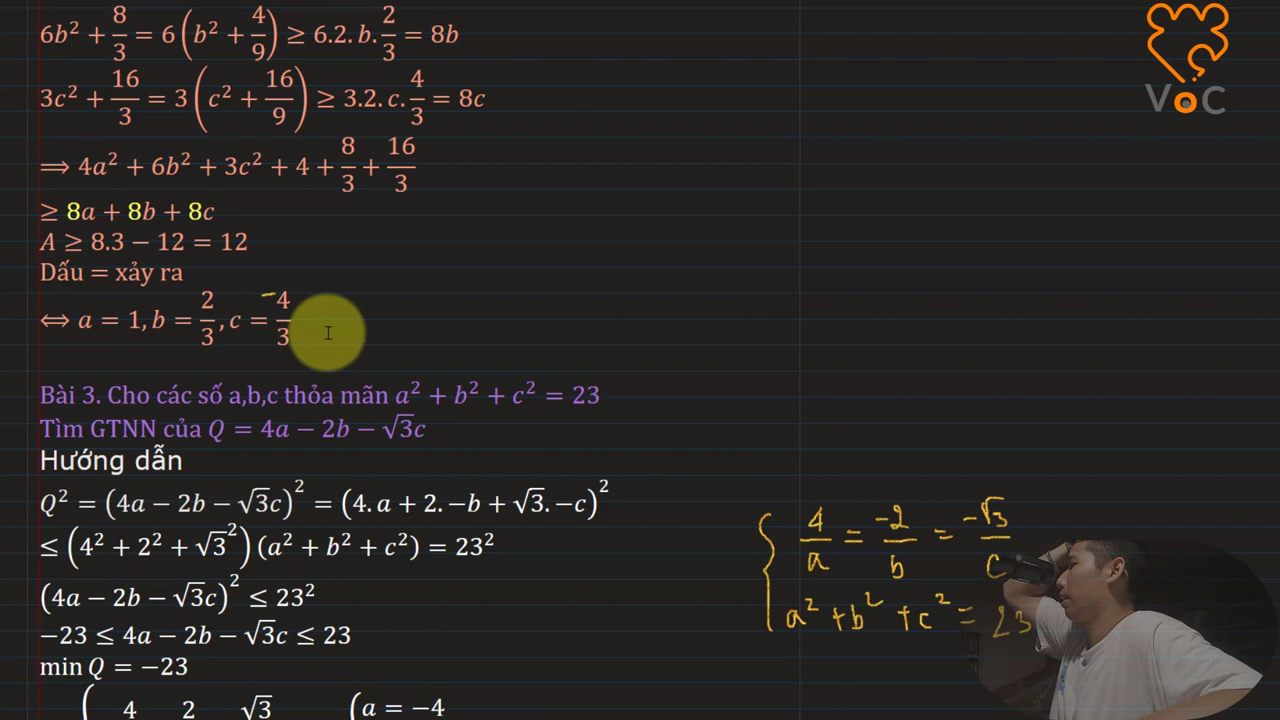 6b² + 8/3 = 6(b² + 4/9) ≥ 6.2.b.2/3 = 8b
3c² + 16/3 = 3(c² + 16/9) ≥ 3.2.c.4/3 = 8c
⟹ 4a² + 6b² + 3c² + 4 + 8/3 + 16/3
≥ 8a + 8b + 8c
A ≥ 8.3 − 12 = 12
Dấu = xảy ra
⟺ a = 1, b = 2/3, c = 4/3
Bài 3. Cho các số a,b,c thỏa mãn a² + b² + c² = 23
Tìm GTNN của Q = 4a − 2b − √3c
Hướng dẫn
Q² = (4a − 2b − √3c)² = (4.a + 2.−b + √3.−c)²
≤ (4² + 2² + √3²)(a² + b² + c²) = 23²
(4a − 2b − √3c)² ≤ 23²
−23 ≤ 4a − 2b − √3c ≤ 23
min Q = −23
4 2 √3 (a = −4
4/a = −2/b = −√3/c
a² + b² + c² = 23
VOC